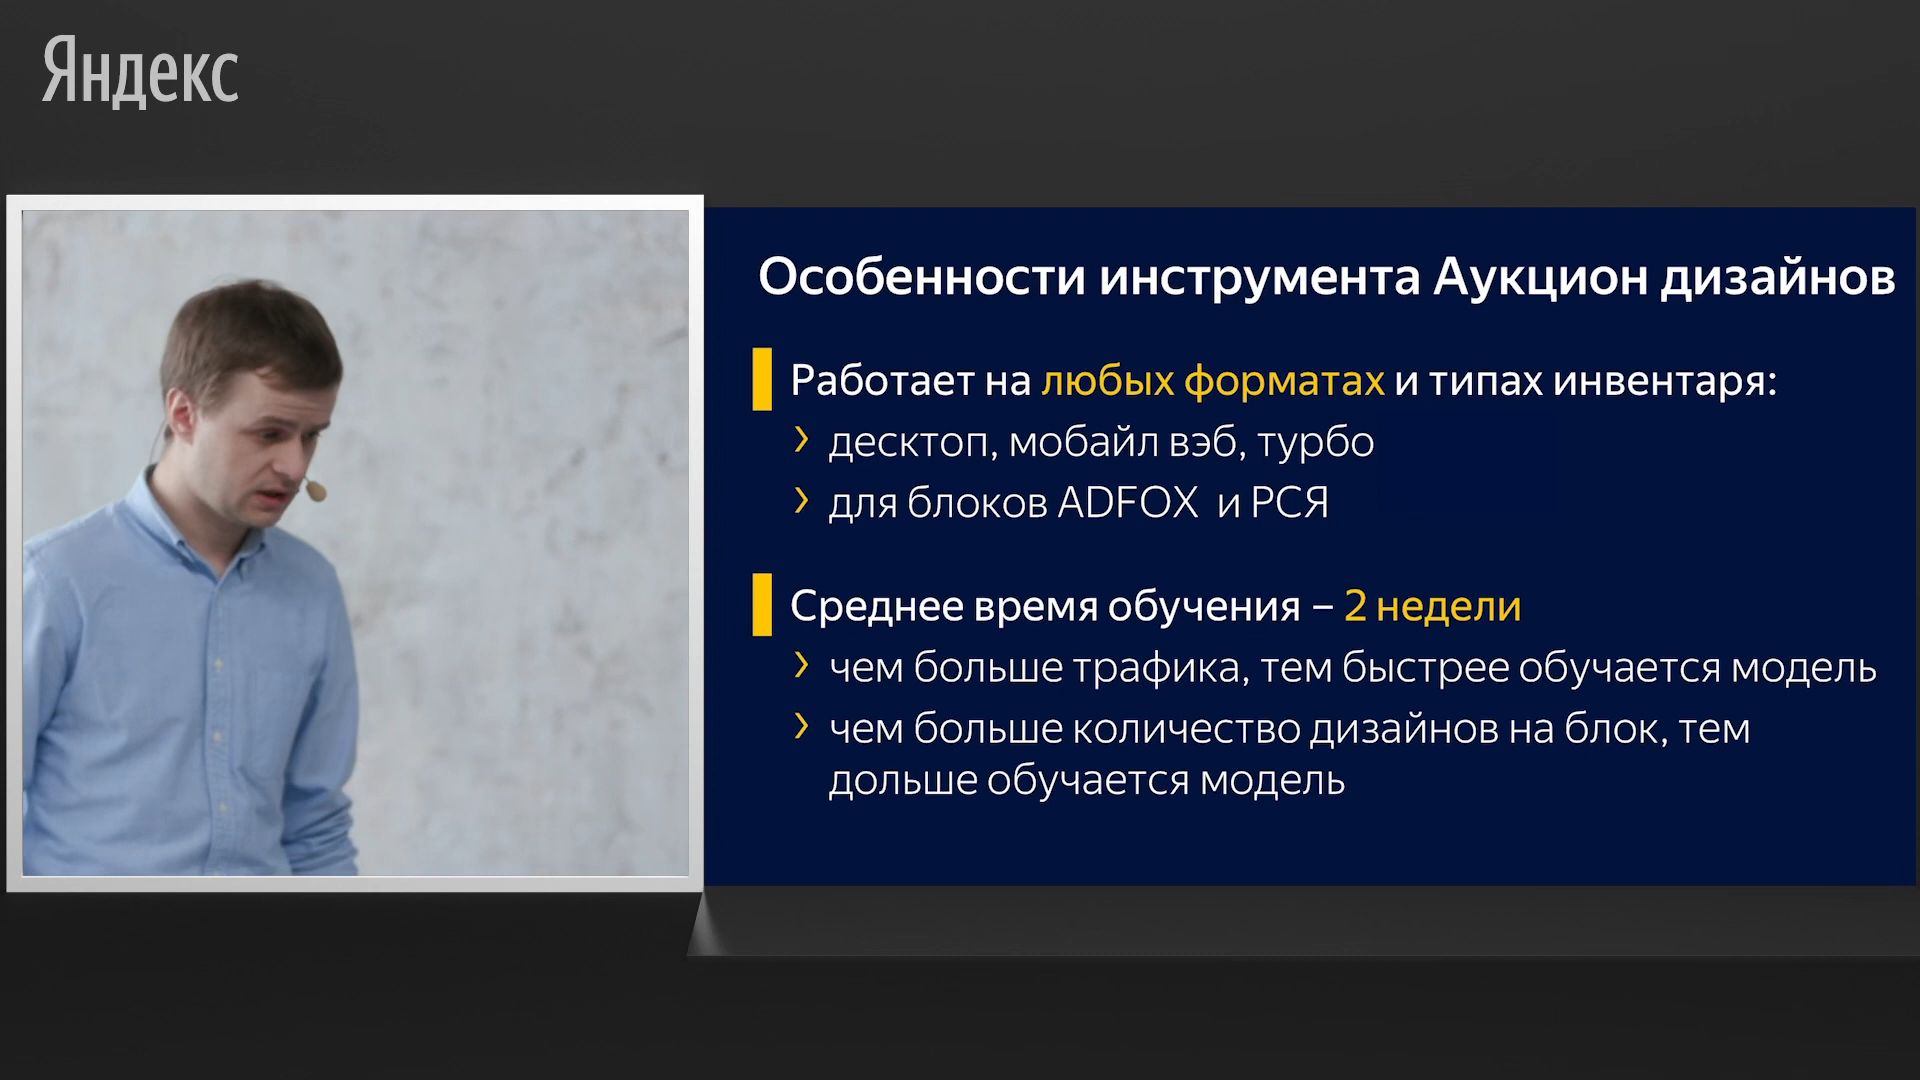 Яндекс
Особенности инструмента Аукцион дизайнов
Работает на любых форматах и типах инвентаря:
› десктоп, мобайл вэб, турбо
› для блоков ADFOX и РСЯ
Среднее время обучения – 2 недели
› чем больше трафика, тем быстрее обучается модель
› чем больше количество дизайнов на блок, тем
дольше обучается модель